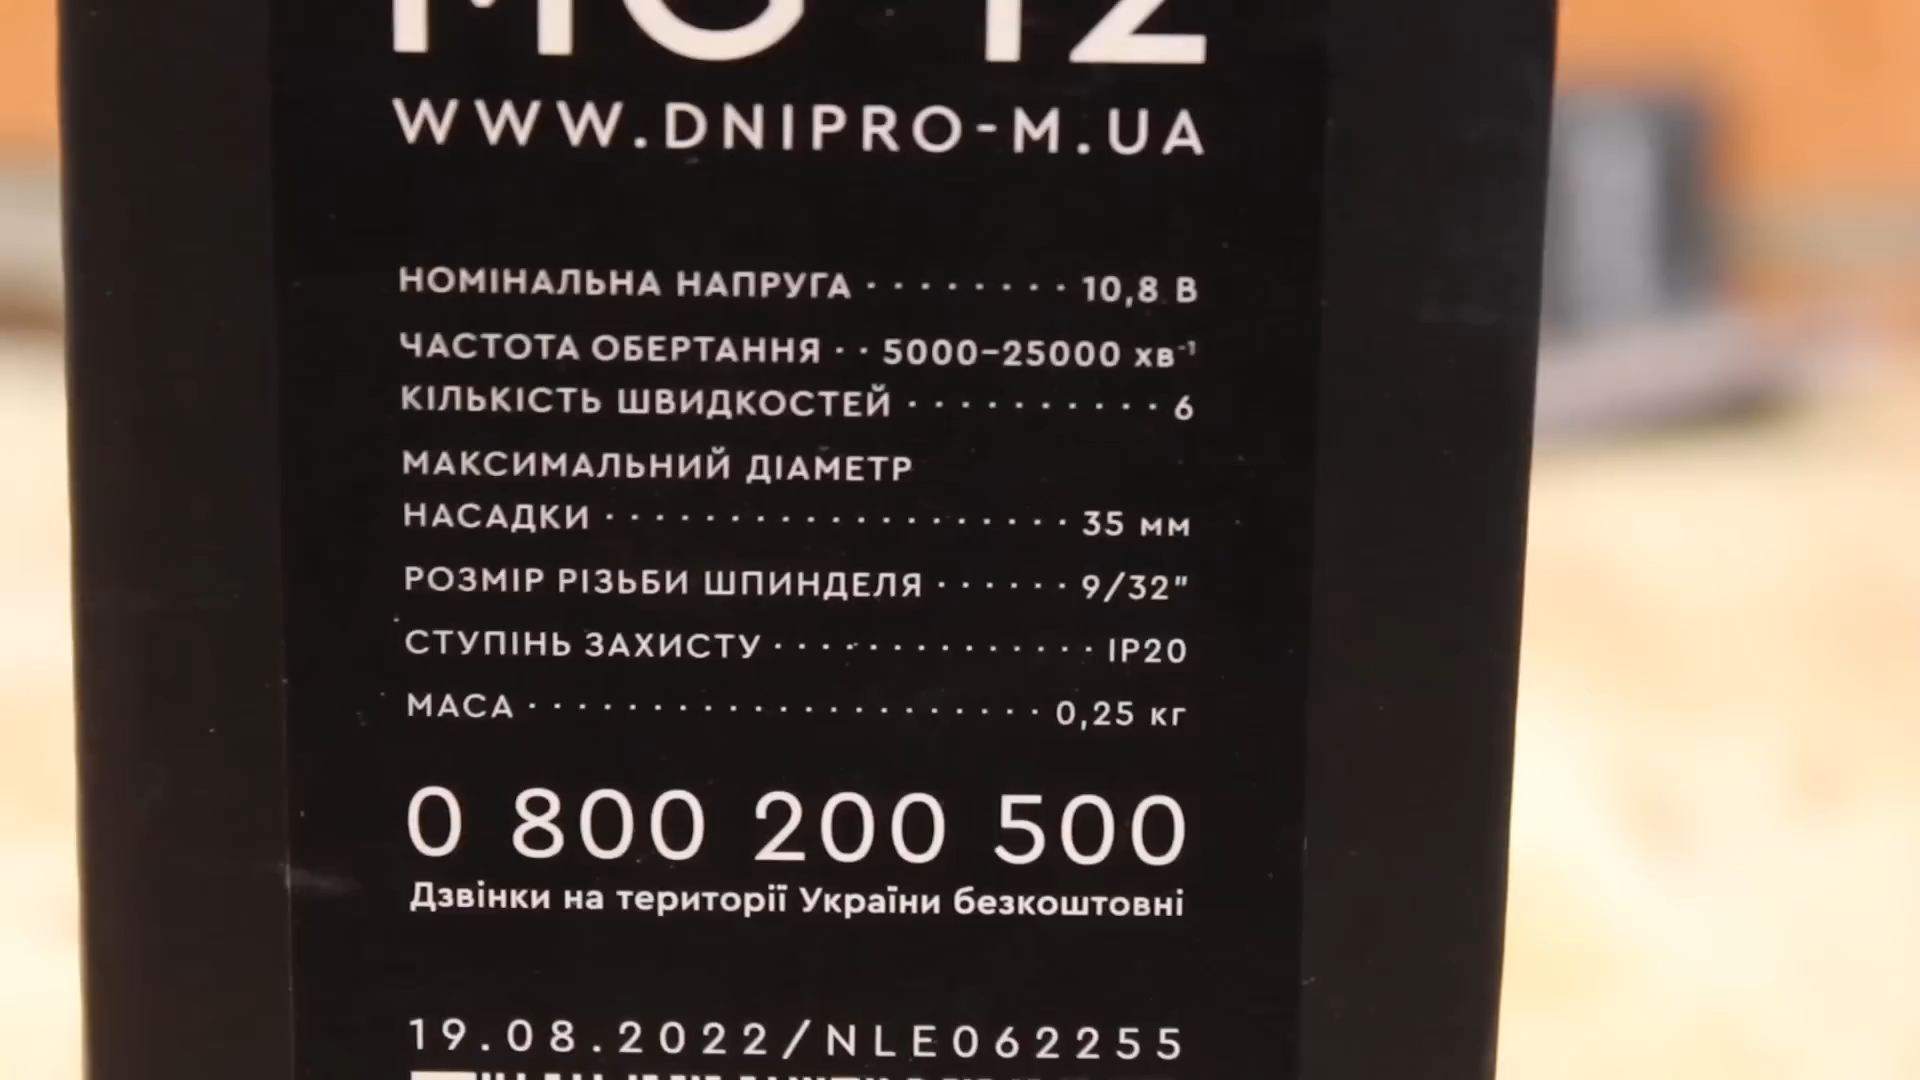 WWW.DNIPRO-M.UA
НОМІНАЛЬНА НАПРУГА ········ 10,8 В
ЧАСТОТА ОБЕРТАННЯ ·· 5000–25000 хв⁻¹
КІЛЬКІСТЬ ШВИДКОСТЕЙ ·········· 6
МАКСИМАЛЬНИЙ ДІАМЕТР
НАСАДКИ ··················· 35 мм
РОЗМІР РІЗЬБИ ШПИНДЕЛЯ ······ 9/32"
СТУПІНЬ ЗАХИСТУ ·············· IP20
МАСА ····················· 0,25 кг
0 800 200 500
Дзвінки на території України безкоштовні
19.08.2022/NLE062255